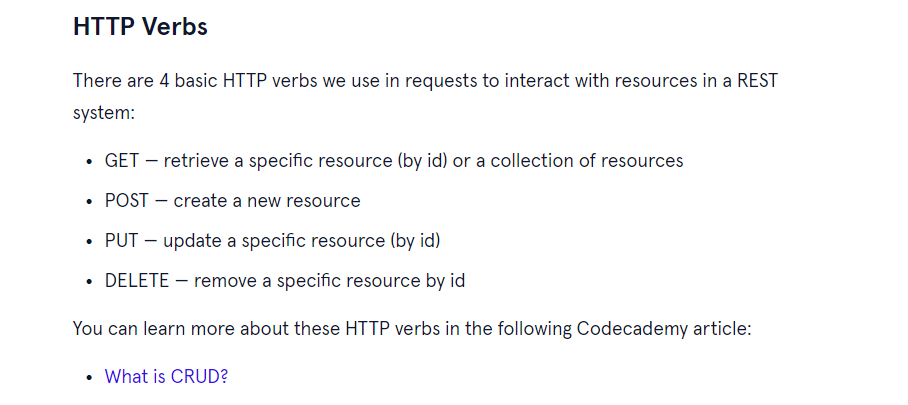 HTTP Verbs
There are 4 basic HTTP verbs we use in requests to interact with resources in a REST
system:
• GET — retrieve a specific resource (by id) or a collection of resources
• POST — create a new resource
• PUT — update a specific resource (by id)
• DELETE — remove a specific resource by id
You can learn more about these HTTP verbs in the following Codecademy article:
• What is CRUD?